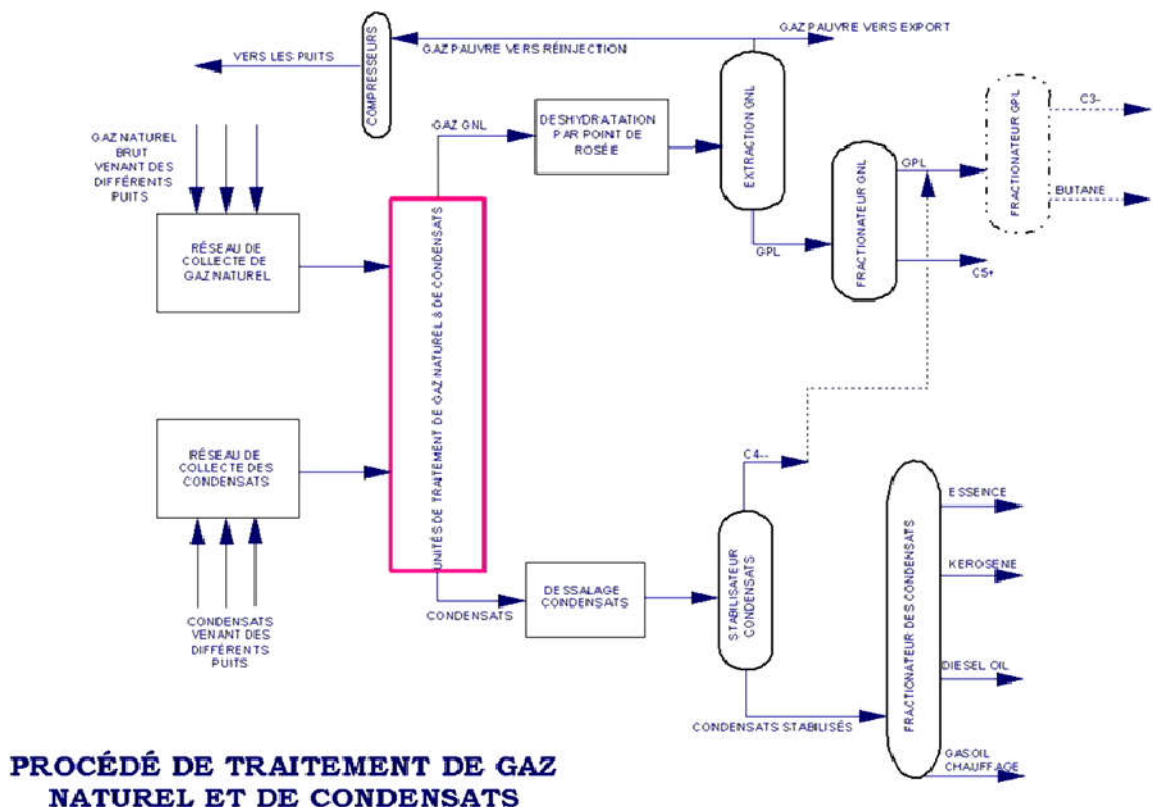 GAZ PAUVRE VERS EXPORT
GAZ PAUVRE VERS RÉINJECTION
VERS LES PUITS
COMPRESSEURS
GAZ NATUREL
BRUT
VENANT DES
DIFFÉRENTS
PUITS
GAZ GNL
DESHYDRATATION
PAR POINT DE
ROSÉIE
EXTRACTION GNL
GPL
FRACTIONATEUR GNL
GPL
C5+
FRACTIONATEUR GPL
C3-
BUTANE
RÉSEAU DE
COLLECTE DE
GAZ NATUREL
UNITÉS DE TRAITEMENT DE GAZ NATUREL & DE CONDENSATS
RÉSEAU DE
COLLECTE DES
CONDENSATS
CONDENSATS
VENANT DES
DIFFÉRENTS
PUITS
CONDENSATS
DESSALAGE
CONDENSATS
C4--
STABILISATEUR
CONDENSATS
CONDENSATS STABILISÉS
FRACTIONATEUR DES CONDENSATS
ESSENCE
KEROSENE
DIESEL OIL
GASOIL
CHAUFFAGE
PROCÉDÉ DE TRAITEMENT DE GAZ
NATUREL ET DE CONDENSATS